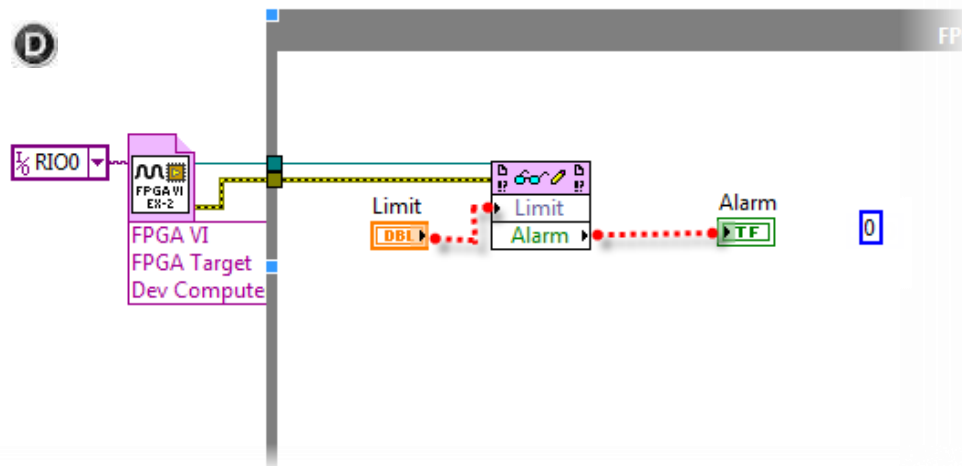 D
FP
I/O RIO0
FPGA VI
EX-2
FPGA VI
FPGA Target
Dev Compute
Limit
DBL
!? !?
Limit
Alarm
Alarm
TF
0